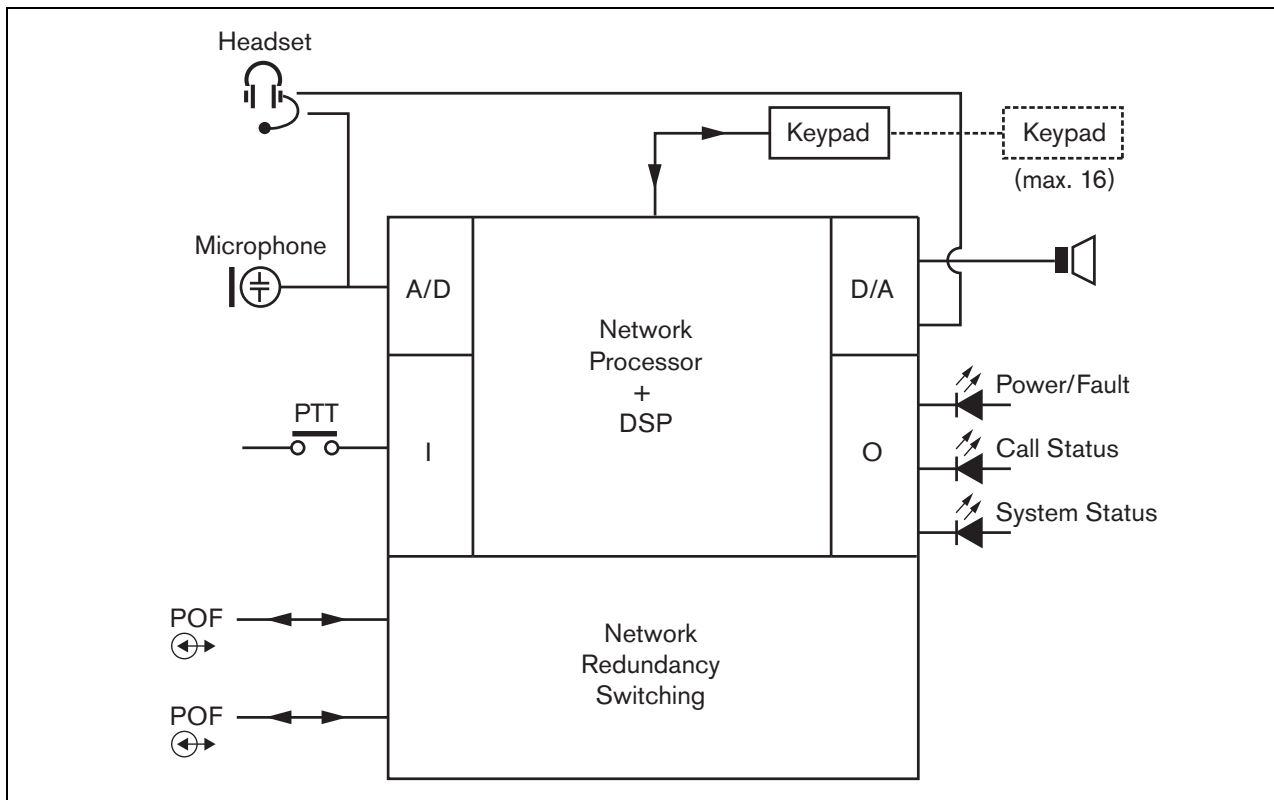 Headset
Keypad
Keypad
(max. 16)
Microphone
A/D
D/A
Network
Processor
+
DSP
Power/Fault
PTT
I
O
Call Status
System Status
POF
Network
Redundancy
Switching
POF